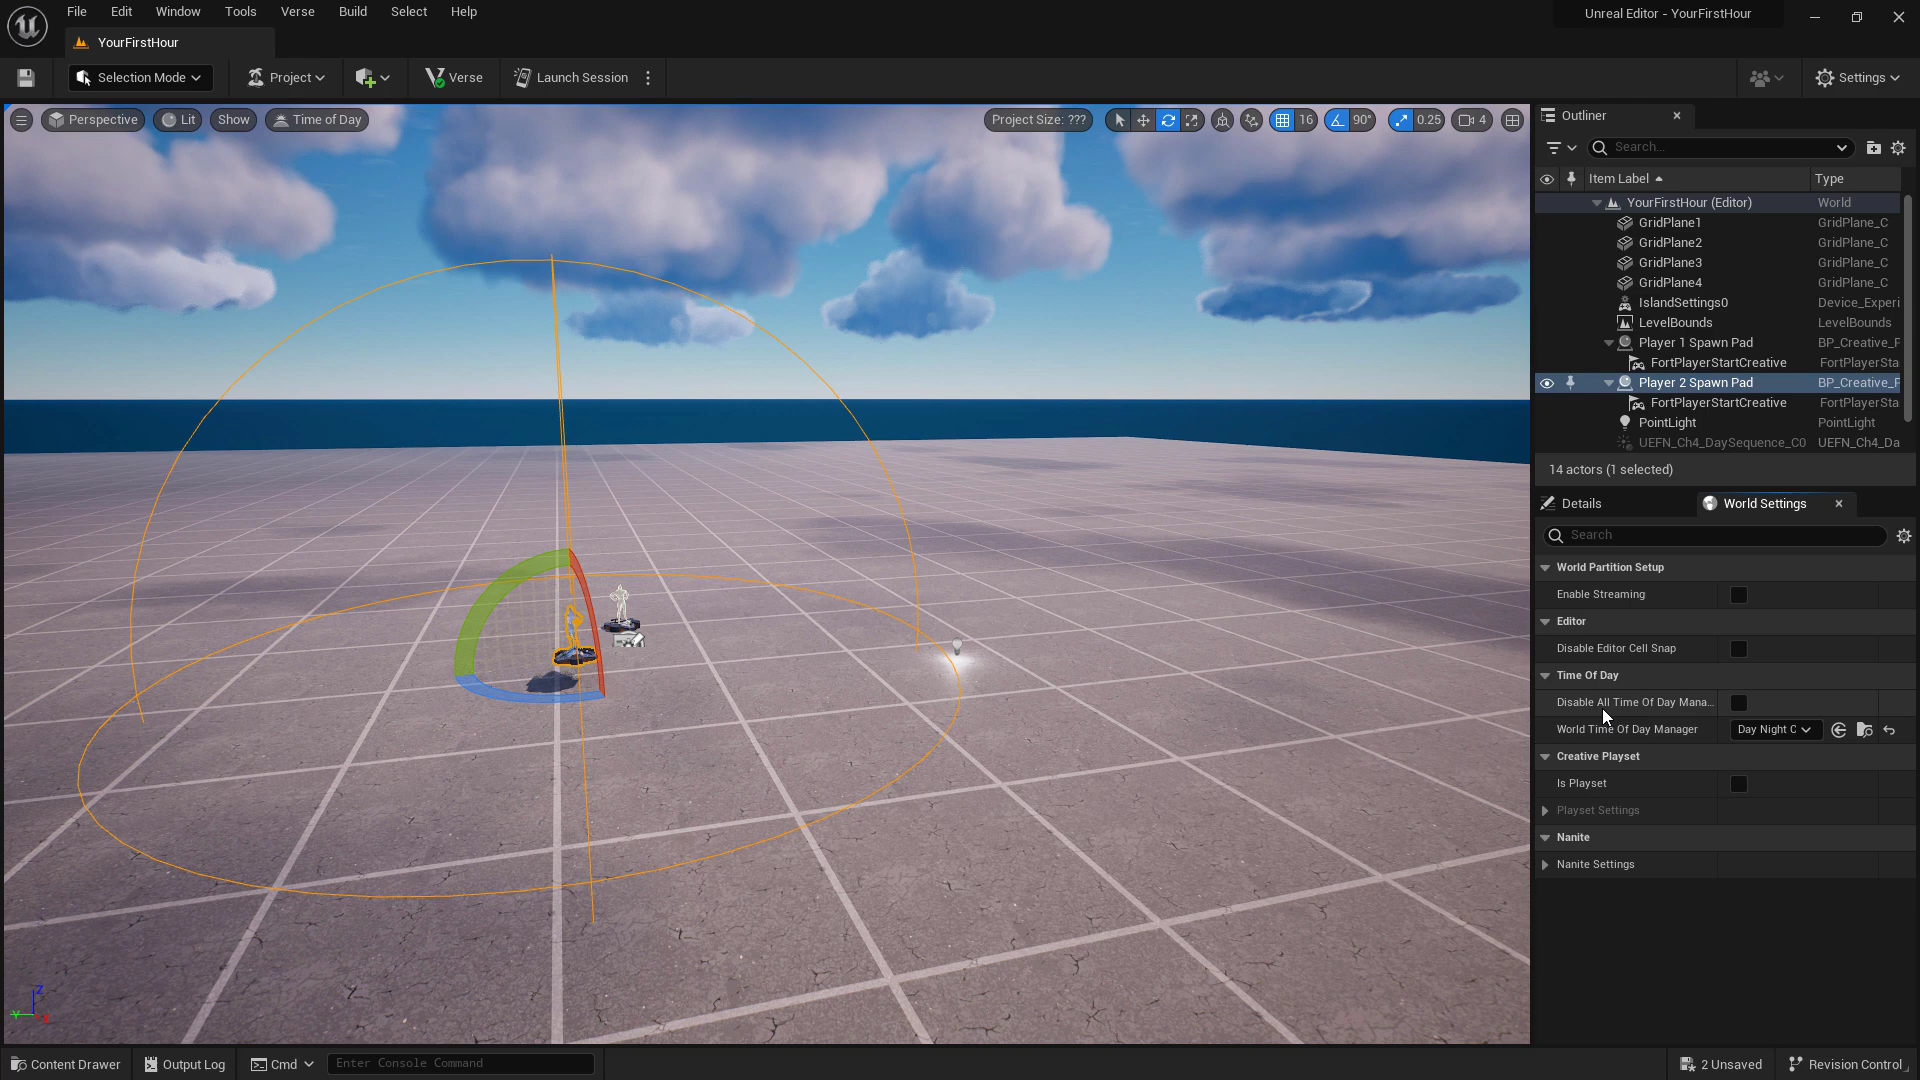 File Edit Window Tools Verse Build Select Help
Unreal Editor - YourFirstHour
YourFirstHour
Selection Mode
Project
Verse
Launch Session
Settings
Perspective
Lit
Show
Time of Day
Project Size: ???
16
90°
0.25
4
Outliner
Search...
Item Label Type
YourFirstHour (Editor) World
GridPlane1 GridPlane_C
GridPlane2 GridPlane_C
GridPlane3 GridPlane_C
GridPlane4 GridPlane_C
IslandSettings0 Device_Experi
LevelBounds LevelBounds
Player 1 Spawn Pad BP_Creative_P
FortPlayerStartCreative FortPlayerSta
Player 2 Spawn Pad BP_Creative_P
FortPlayerStartCreative FortPlayerSta
PointLight PointLight
UEFN_Ch4_DaySequence_C0 UEFN_Ch4_Da
14 actors (1 selected)
Details
World Settings
Search
World Partition Setup
Enable Streaming
Editor
Disable Editor Cell Snap
Time Of Day
Disable All Time Of Day Mana...
World Time Of Day Manager Day Night C
Creative Playset
Is Playset
Playset Settings
Nanite
Nanite Settings
Z
Y
X
Content Drawer
Output Log
Cmd
Enter Console Command
2 Unsaved
Revision Control